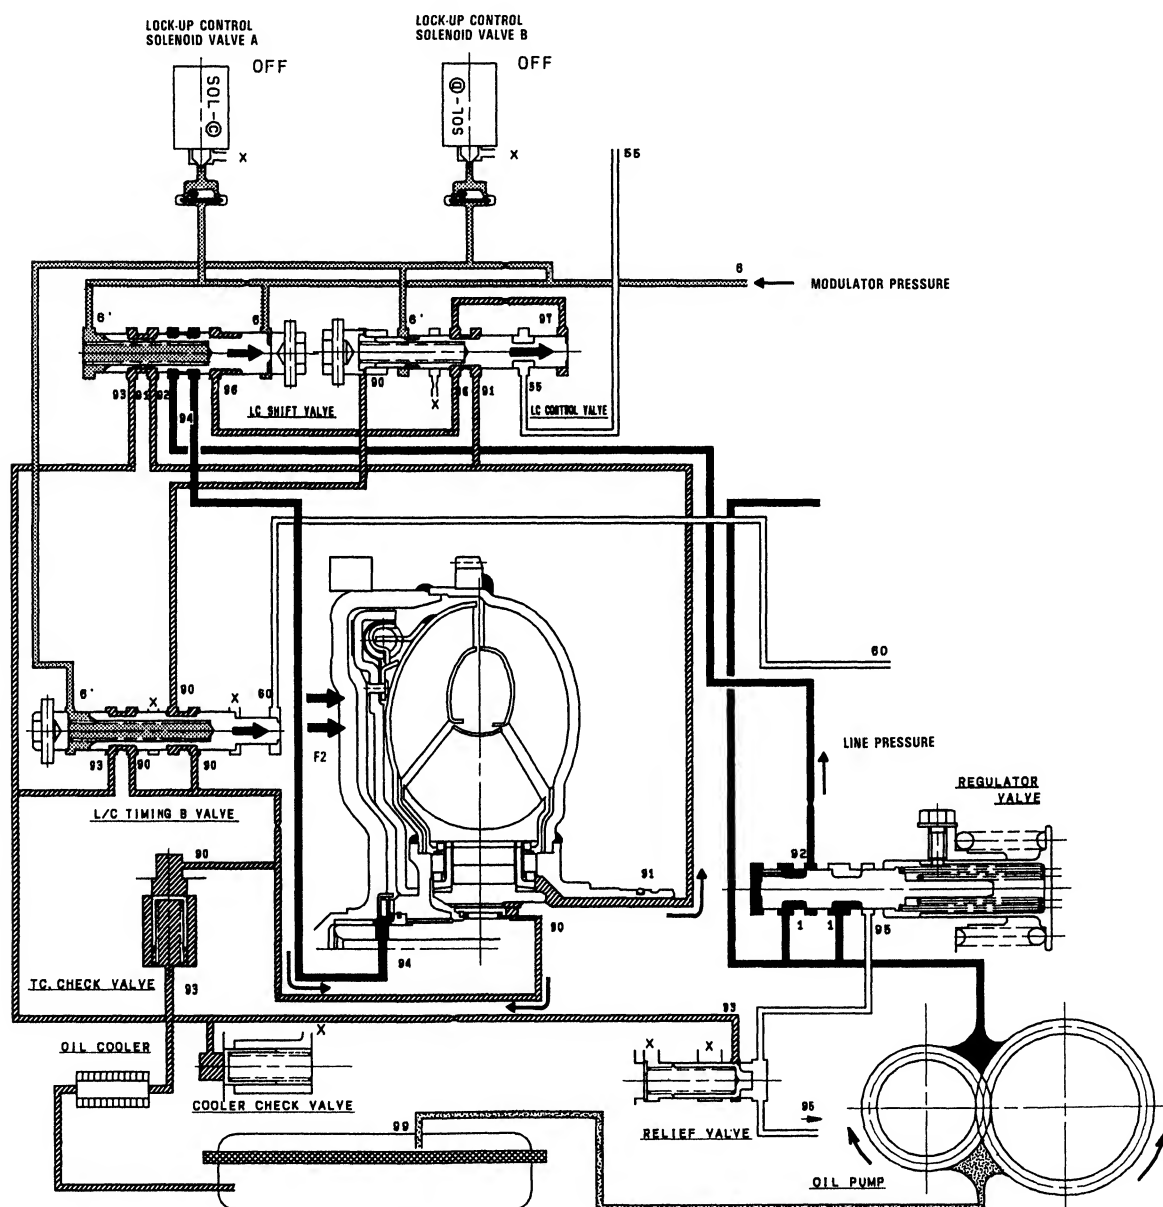 LOCK-UP CONTROL
SOLENOID VALVE A
OFF
LOCK-UP CONTROL
SOLENOID VALVE B
OFF
SOL-Ⓒ
SOL-Ⓓ
X
X
55
6
MODULATOR PRESSURE
6'
6
6'
97
93
91
92
94
96
LC SHIFT VALVE
90
X
96
91
55
LC CONTROL VALVE
60
6'
X
90
X
60
93
90
90
L/C TIMING B VALVE
F2
LINE PRESSURE
REGULATOR
VALVE
90
92
91
1
1
95
90
94
TC. CHECK VALVE
93
93
X
X
X
OIL COOLER
COOLER CHECK VALVE
RELIEF VALVE
95
99
OIL PUMP